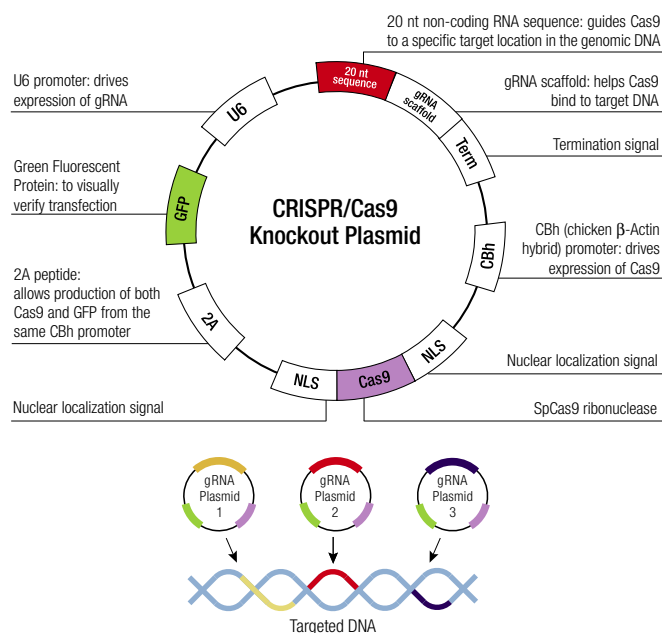 20 nt non-coding RNA sequence: guides Cas9
to a specific target location in the genomic DNA
U6 promoter: drives
expression of gRNA
gRNA scaffold: helps Cas9
bind to target DNA
Termination signal
Green Fluorescent
Protein: to visually
verify transfection
CBh (chicken β-Actin
hybrid) promoter: drives
expression of Cas9
2A peptide:
allows production of both
Cas9 and GFP from the
same CBh promoter
Nuclear localization signal
Nuclear localization signal
SpCas9 ribonuclease
CRISPR/Cas9
Knockout Plasmid
20 nt
sequence
gRNA
scaffold
Term
CBh
NLS
Cas9
NLS
2A
GFP
U6
gRNA
Plasmid
1
gRNA
Plasmid
2
gRNA
Plasmid
3
Targeted DNA